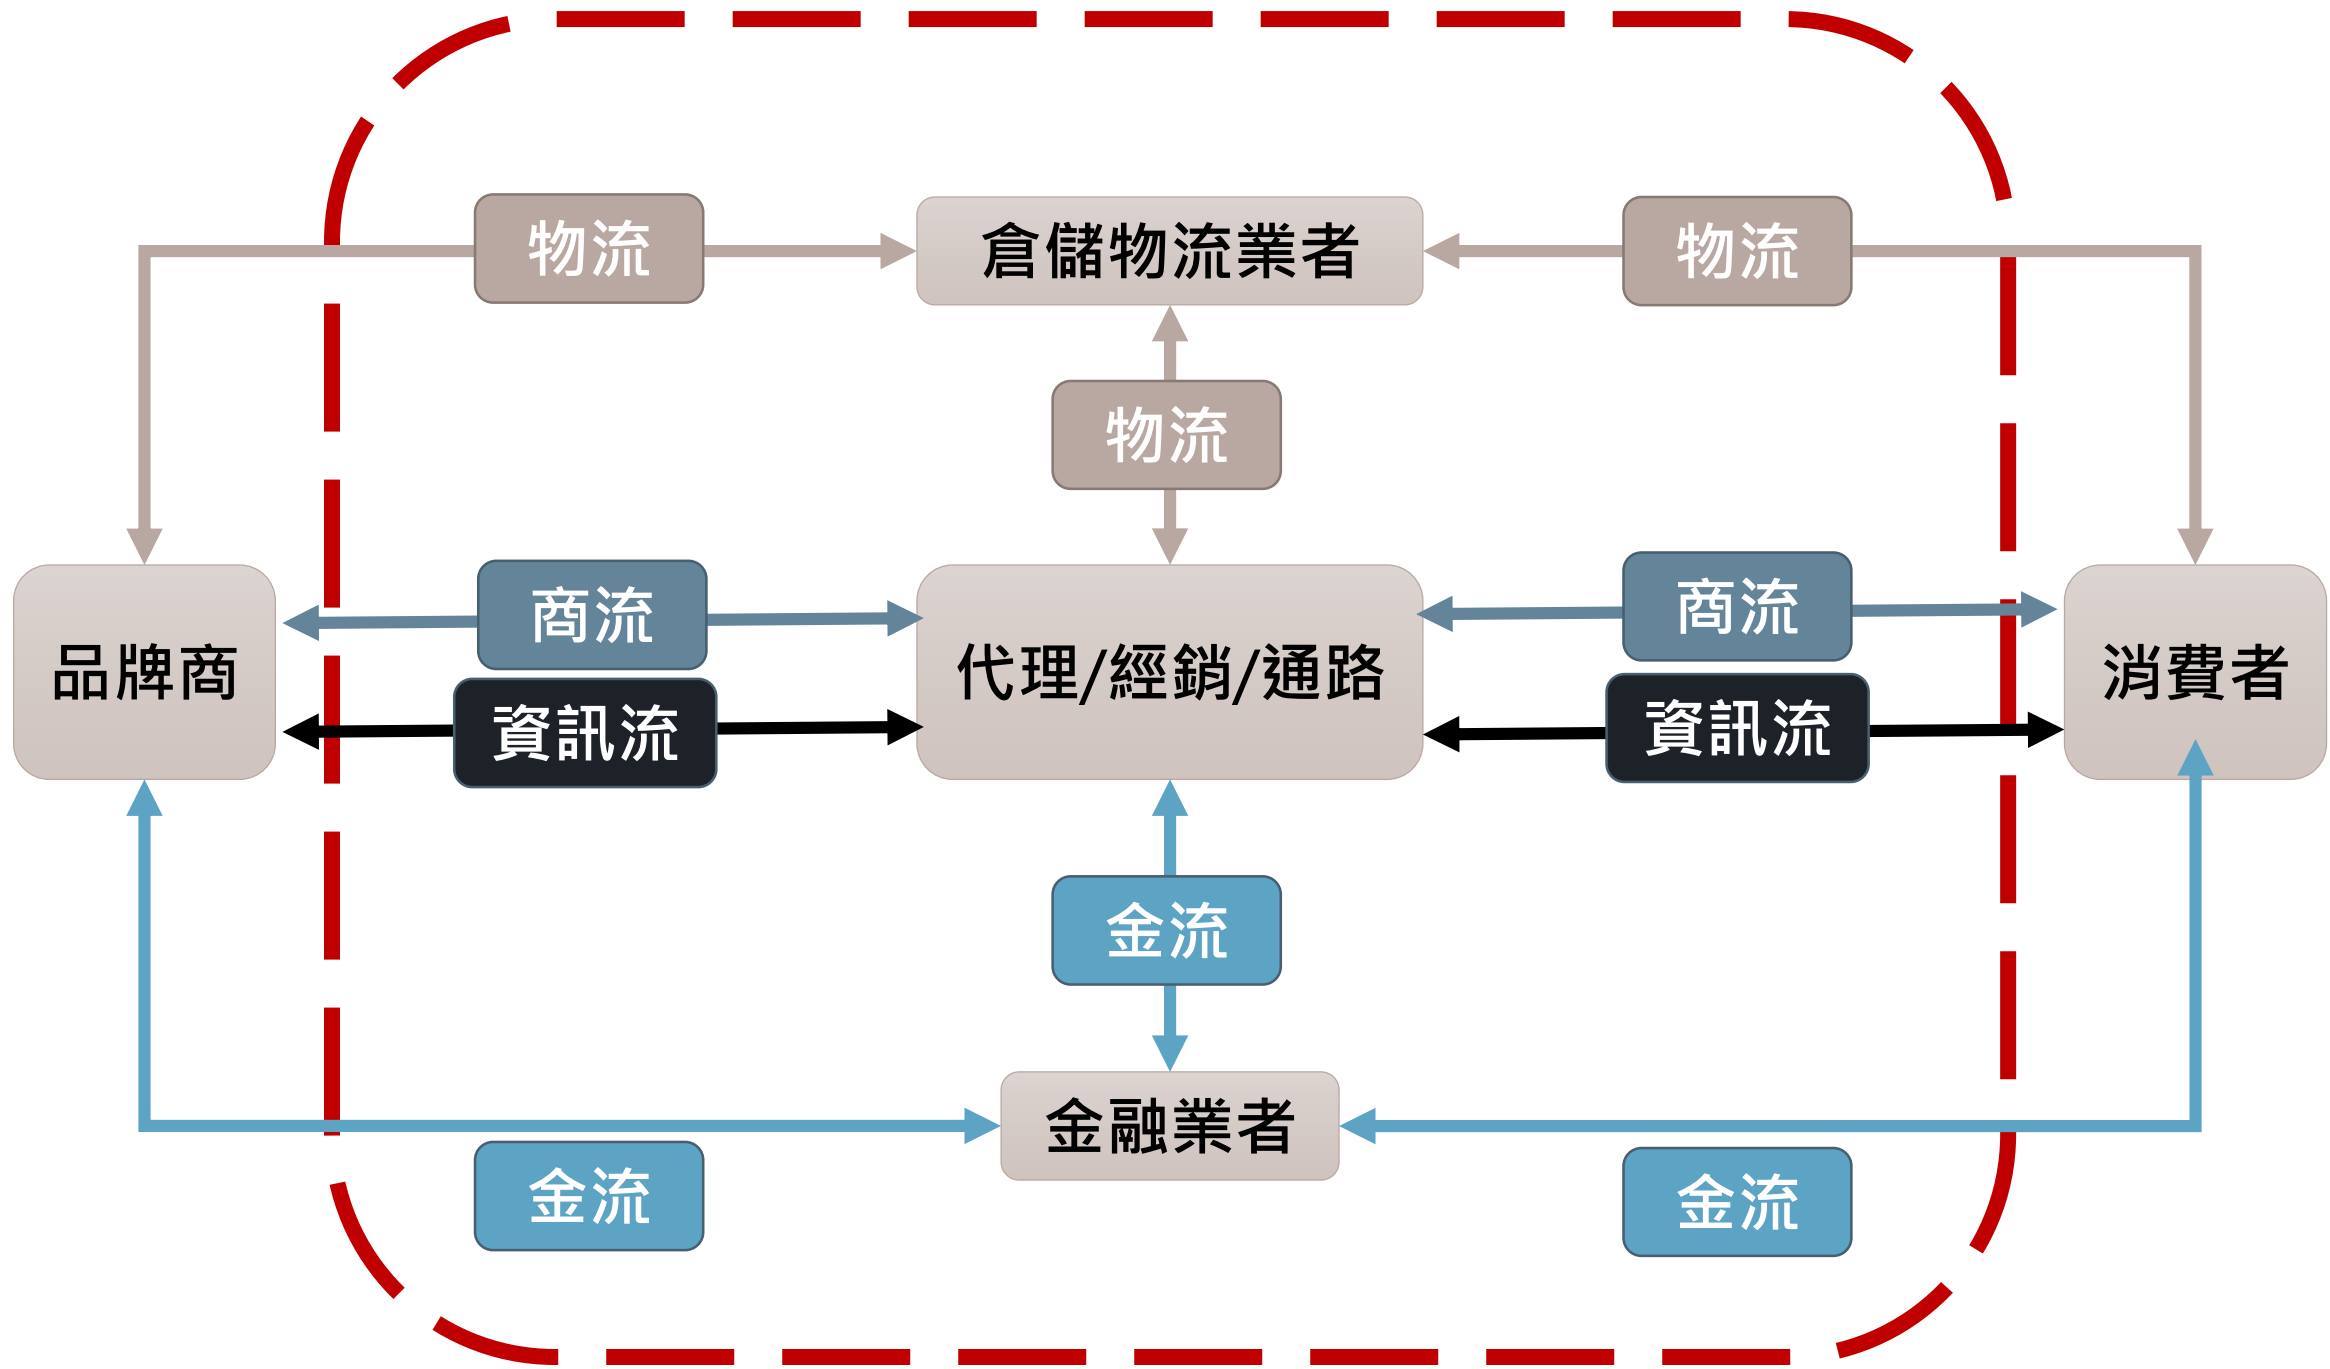 物流
倉儲物流業者
物流
物流
商流
商流
品牌商
代理/經銷/通路
消費者
資訊流
資訊流
金流
金融業者
金流
金流